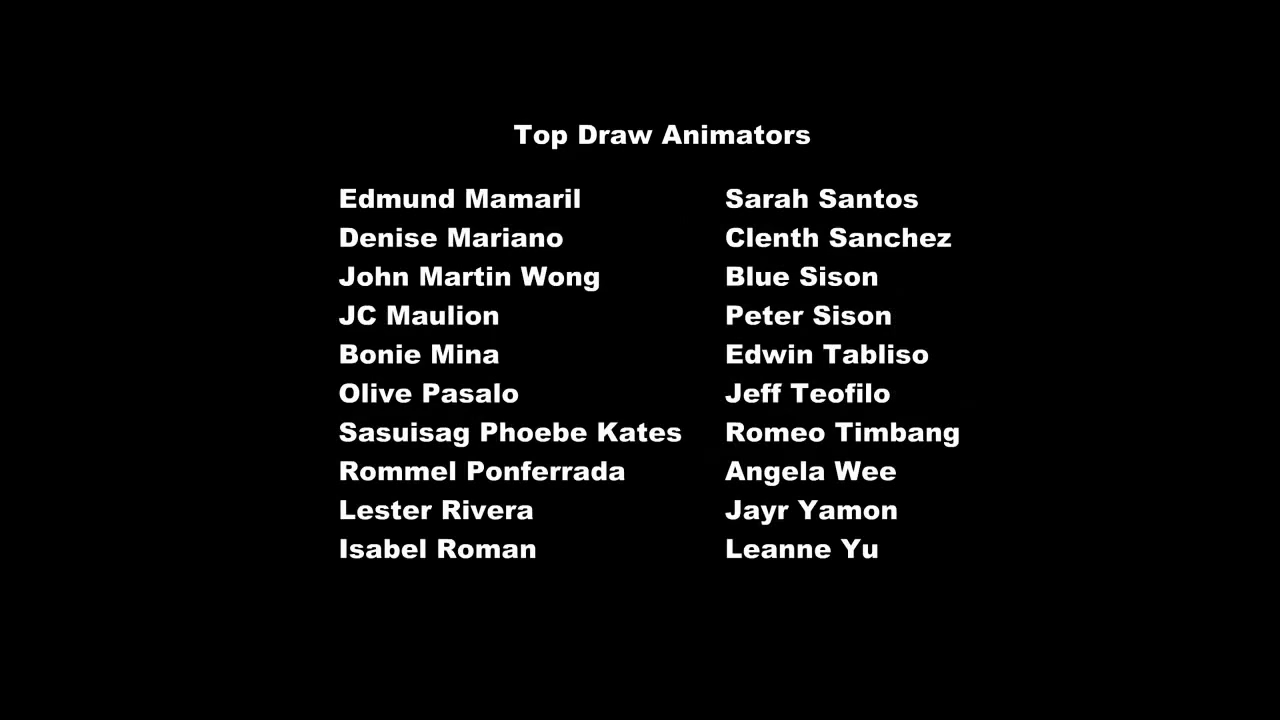 Top Draw Animators
Edmund Mamaril
Denise Mariano
John Martin Wong
JC Maulion
Bonie Mina
Olive Pasalo
Sasuisag Phoebe Kates
Rommel Ponferrada
Lester Rivera
Isabel Roman
Sarah Santos
Clenth Sanchez
Blue Sison
Peter Sison
Edwin Tabliso
Jeff Teofilo
Romeo Timbang
Angela Wee
Jayr Yamon
Leanne Yu